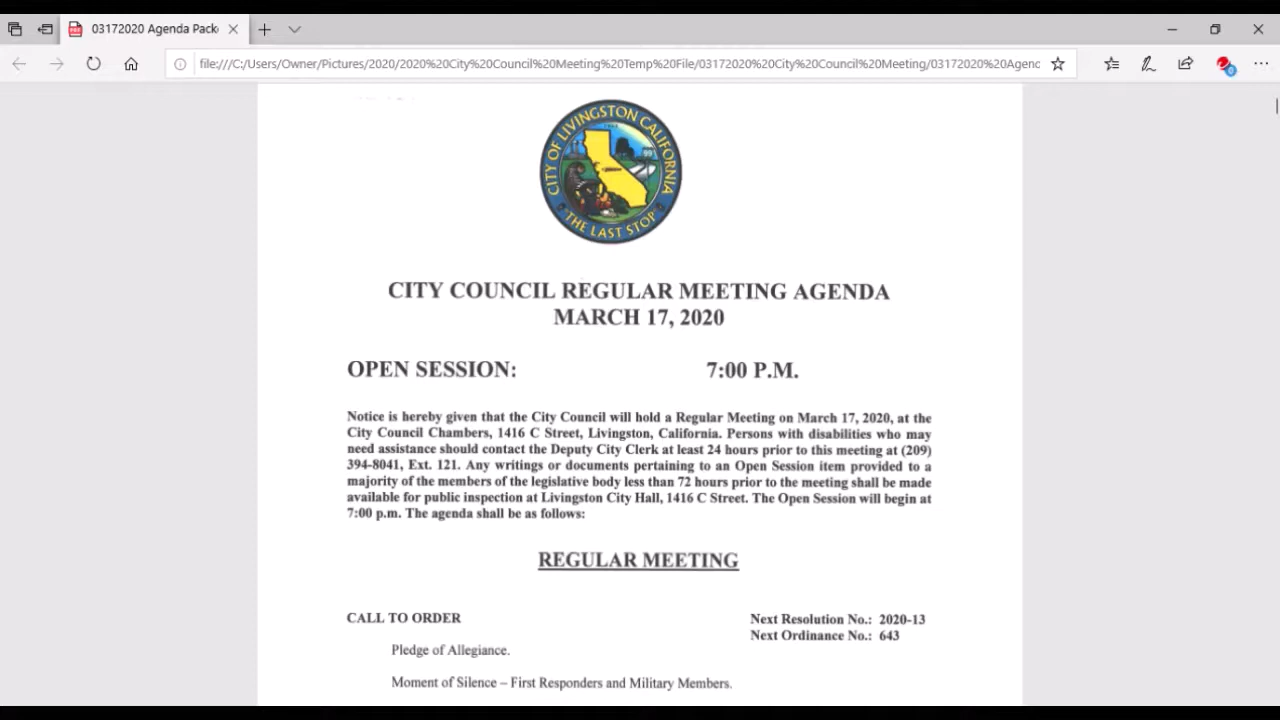 03172020 Agenda Pack
file:///C:/Users/Owner/Pictures/2020/2020%20City%20Council%20Meeting%20Temp%20File/03172020%20City%20Council%20Meeting/03172020%20Agenc
CITY OF LIVINGSTON CALIFORNIA
99
THE LAST STOP
CITY COUNCIL REGULAR MEETING AGENDA
MARCH 17, 2020
OPEN SESSION: 7:00 P.M.
Notice is hereby given that the City Council will hold a Regular Meeting on March 17, 2020, at the
City Council Chambers, 1416 C Street, Livingston, California. Persons with disabilities who may
need assistance should contact the Deputy City Clerk at least 24 hours prior to this meeting at (209)
394-8041, Ext. 121. Any writings or documents pertaining to an Open Session item provided to a
majority of the members of the legislative body less than 72 hours prior to the meeting shall be made
available for public inspection at Livingston City Hall, 1416 C Street. The Open Session will begin at
7:00 p.m. The agenda shall be as follows:
REGULAR MEETING
CALL TO ORDER
Next Resolution No.: 2020-13
Next Ordinance No.: 643
Pledge of Allegiance.
Moment of Silence – First Responders and Military Members.